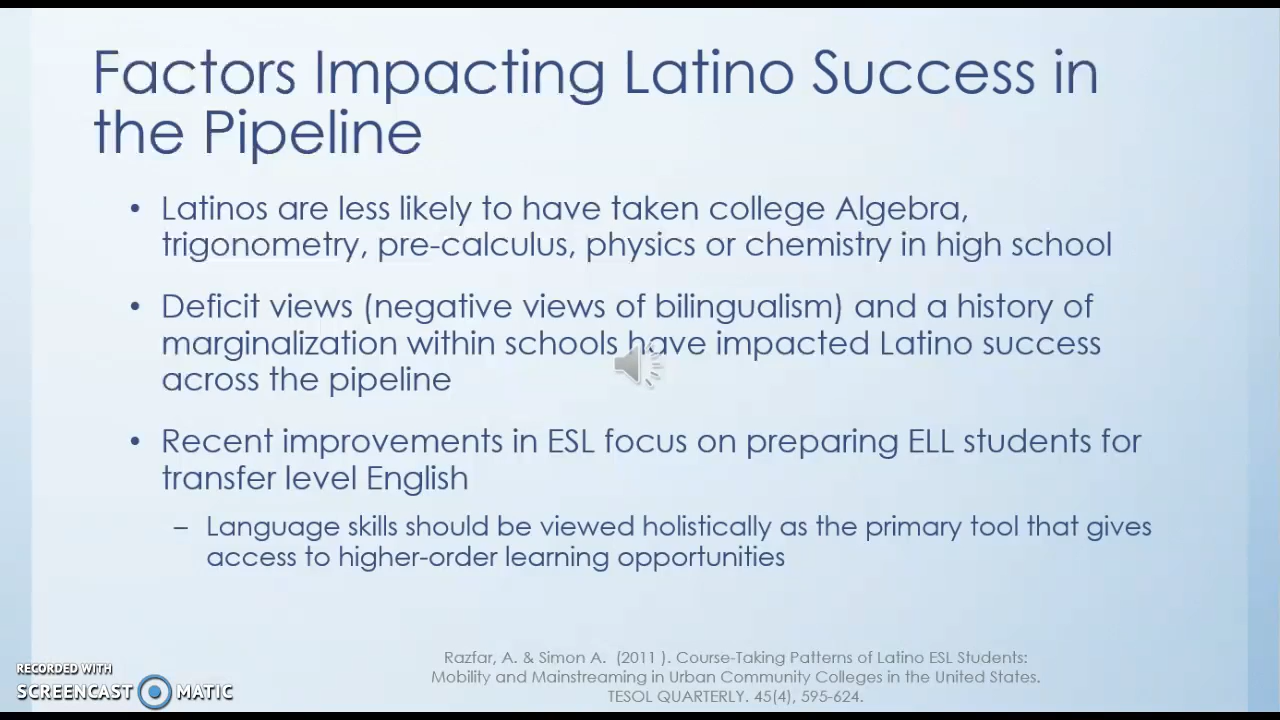 Factors Impacting Latino Success in
the Pipeline
• Latinos are less likely to have taken college Algebra,
trigonometry, pre-calculus, physics or chemistry in high school
• Deficit views (negative views of bilingualism) and a history of
marginalization within schools have impacted Latino success
across the pipeline
• Recent improvements in ESL focus on preparing ELL students for
transfer level English
– Language skills should be viewed holistically as the primary tool that gives
access to higher-order learning opportunities
Razfar, A. & Simon A. (2011 ). Course-Taking Patterns of Latino ESL Students:
Mobility and Mainstreaming in Urban Community Colleges in the United States.
TESOL QUARTERLY. 45(4), 595-624.
RECORDED WITH
SCREENCAST MATIC